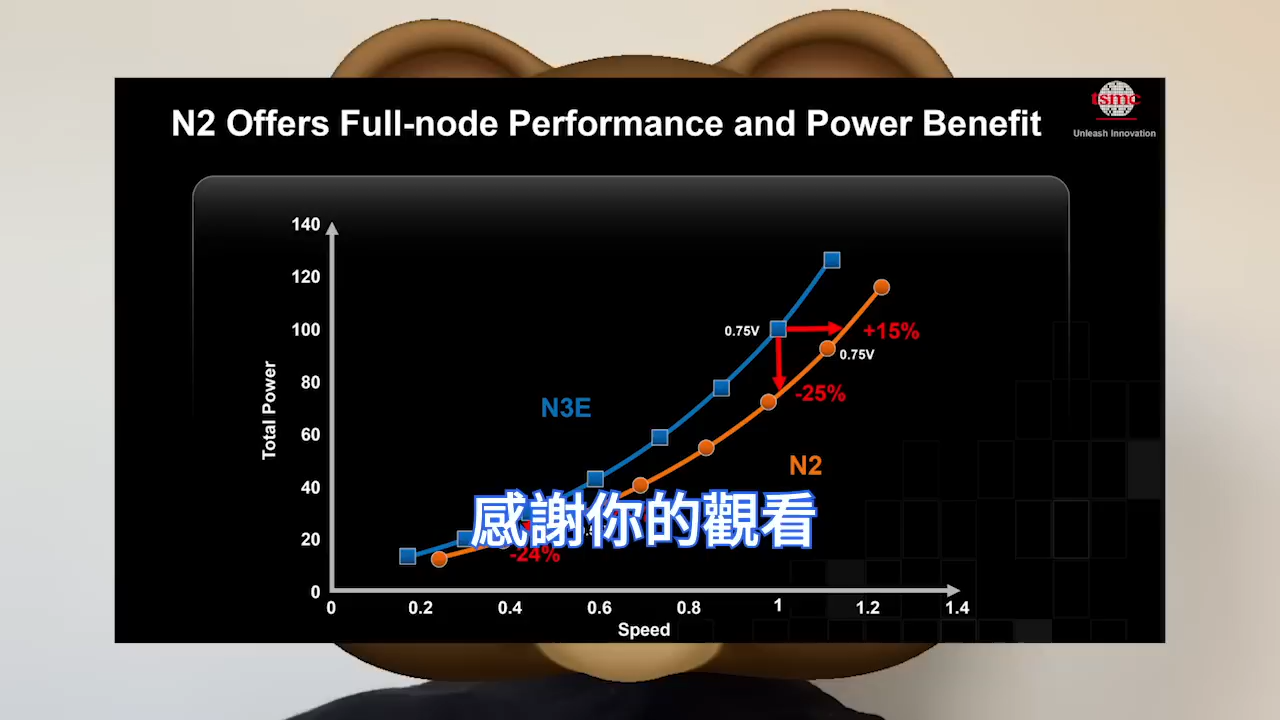 N2 Offers Full-node Performance and Power Benefit
tsmc
Unleash Innovation
140
120
100
80
60
40
20
0
Total Power
0.75V
+15%
0.75V
-25%
N3E
N2
感謝你的觀看
-24%
0
0.2
0.4
0.6
0.8
1
1.2
1.4
Speed